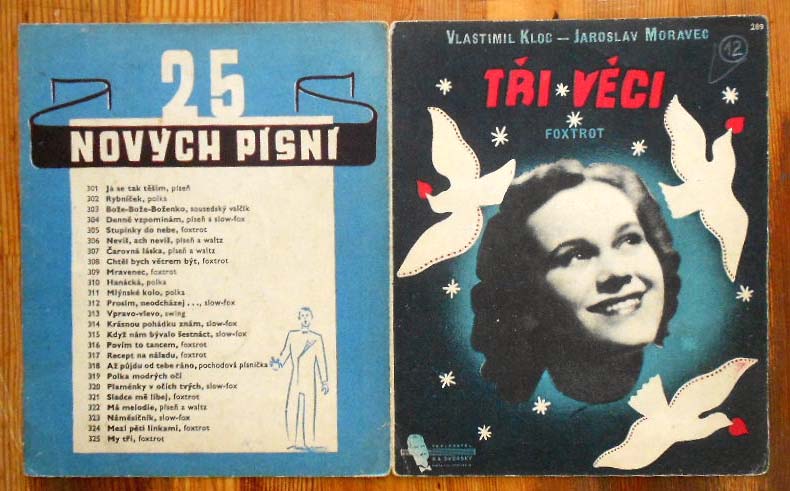 25
NOVÝCH PÍSNÍ
301 Já se tak těším, píseň
302 Rybníček, polka
303 Bože-Bože-Boženko, sousedský valčík
304 Denně vzpomínám, píseň a slow-fox
305 Stupínky do nebe, foxtrot
306 Nevíš, ach nevíš, píseň a waltz
307 Čarovná láska, píseň a waltz
308 Chtěl bych větrem být, foxtrot
309 Mravenec, foxtrot
310 Hanácká, polka
311 Mlýnské kolo, polka
312 Prosím, neodcházej . . ., slow-fox
313 Vpravo-vlevo, swing
314 Krásnou pohádku znám, slow-fox
315 Když nám bývalo šestnáct, slow-fox
316 Povím to tancem, foxtrot
317 Recept na náladu, foxtrot
318 Až půjdu od tebe ráno, pochodová písnička
319 Polka modrých očí
320 Plaménky v očích tvých, slow-fox
321 Sladce mě líbej, foxtrot
322 Má melodie, píseň a waltz
323 Náměsíčník, slow-fox
324 Mezi pěti linkami, foxtrot
325 My tři, foxtrot
289
VLASTIMIL KLOC — JAROSLAV MORAVEC
12
TŘI VĚCI
FOXTROT
NAKLADATEL
R.A. DVORSKÝ